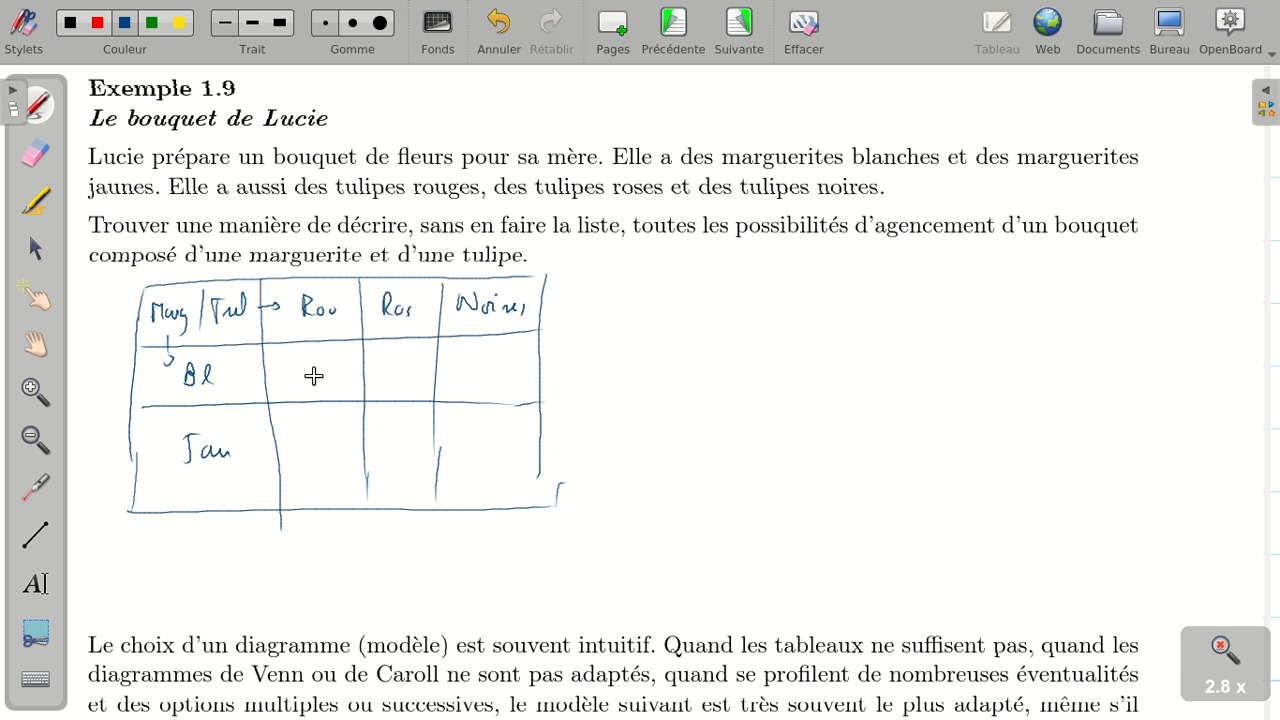 Stylets Couleur Trait Gomme Fonds Annuler Rétablir Pages Précédente Suivante Effacer Tableau Web Documents Bureau OpenBoard
Exemple 1.9
Le bouquet de Lucie
Lucie prépare un bouquet de fleurs pour sa mère. Elle a des marguerites blanches et des marguerites
jaunes. Elle a aussi des tulipes rouges, des tulipes roses et des tulipes noires.
Trouver une manière de décrire, sans en faire la liste, toutes les possibilités d'agencement d'un bouquet
composé d'une marguerite et d'une tulipe.
Marg / Tul → Rou Ros Noires
Bl
Jau
Le choix d'un diagramme (modèle) est souvent intuitif. Quand les tableaux ne suffisent pas, quand les
diagrammes de Venn ou de Caroll ne sont pas adaptés, quand se profilent de nombreuses éventualités
et des options multiples ou successives, le modèle suivant est très souvent le plus adapté, même s'il
2.8 x